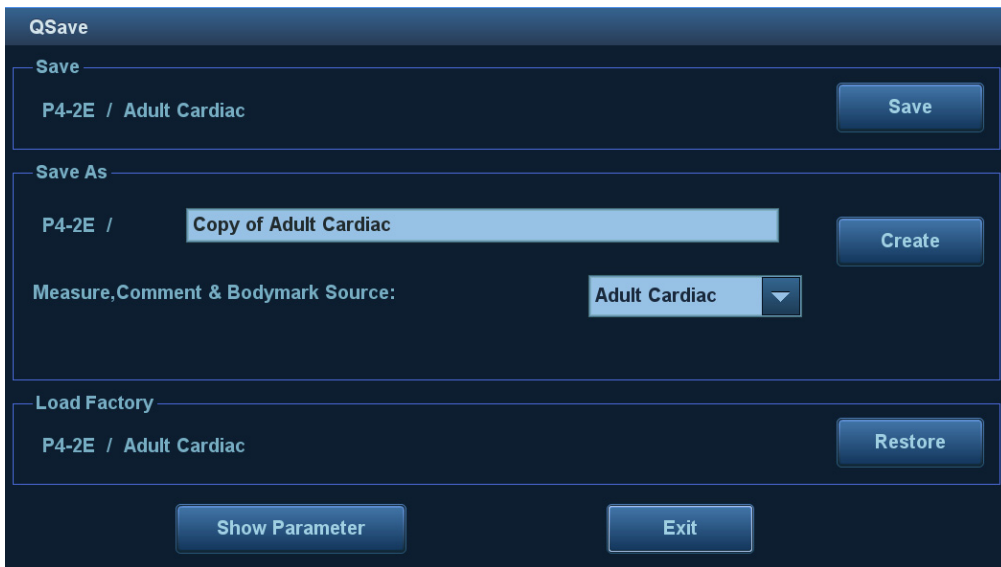 QSave
Save
P4-2E / Adult Cardiac
Save
Save As
P4-2E /
Copy of Adult Cardiac
Create
Measure,Comment & Bodymark Source:
Adult Cardiac
Load Factory
P4-2E / Adult Cardiac
Restore
Show Parameter
Exit